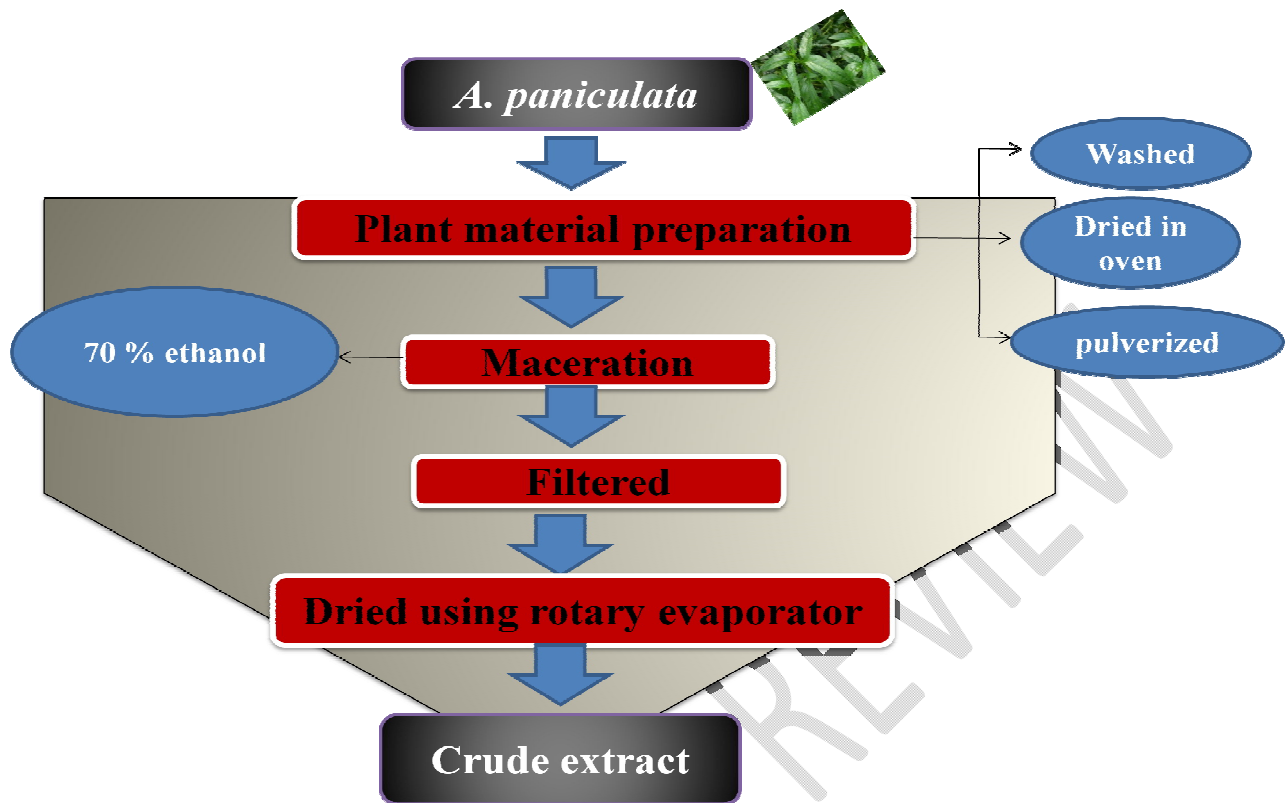 A. paniculata
Washed
Plant material preparation
Dried in
oven
70 % ethanol
Maceration
pulverized
Filtered
Dried using rotary evaporator
Crude extract
REVIEW